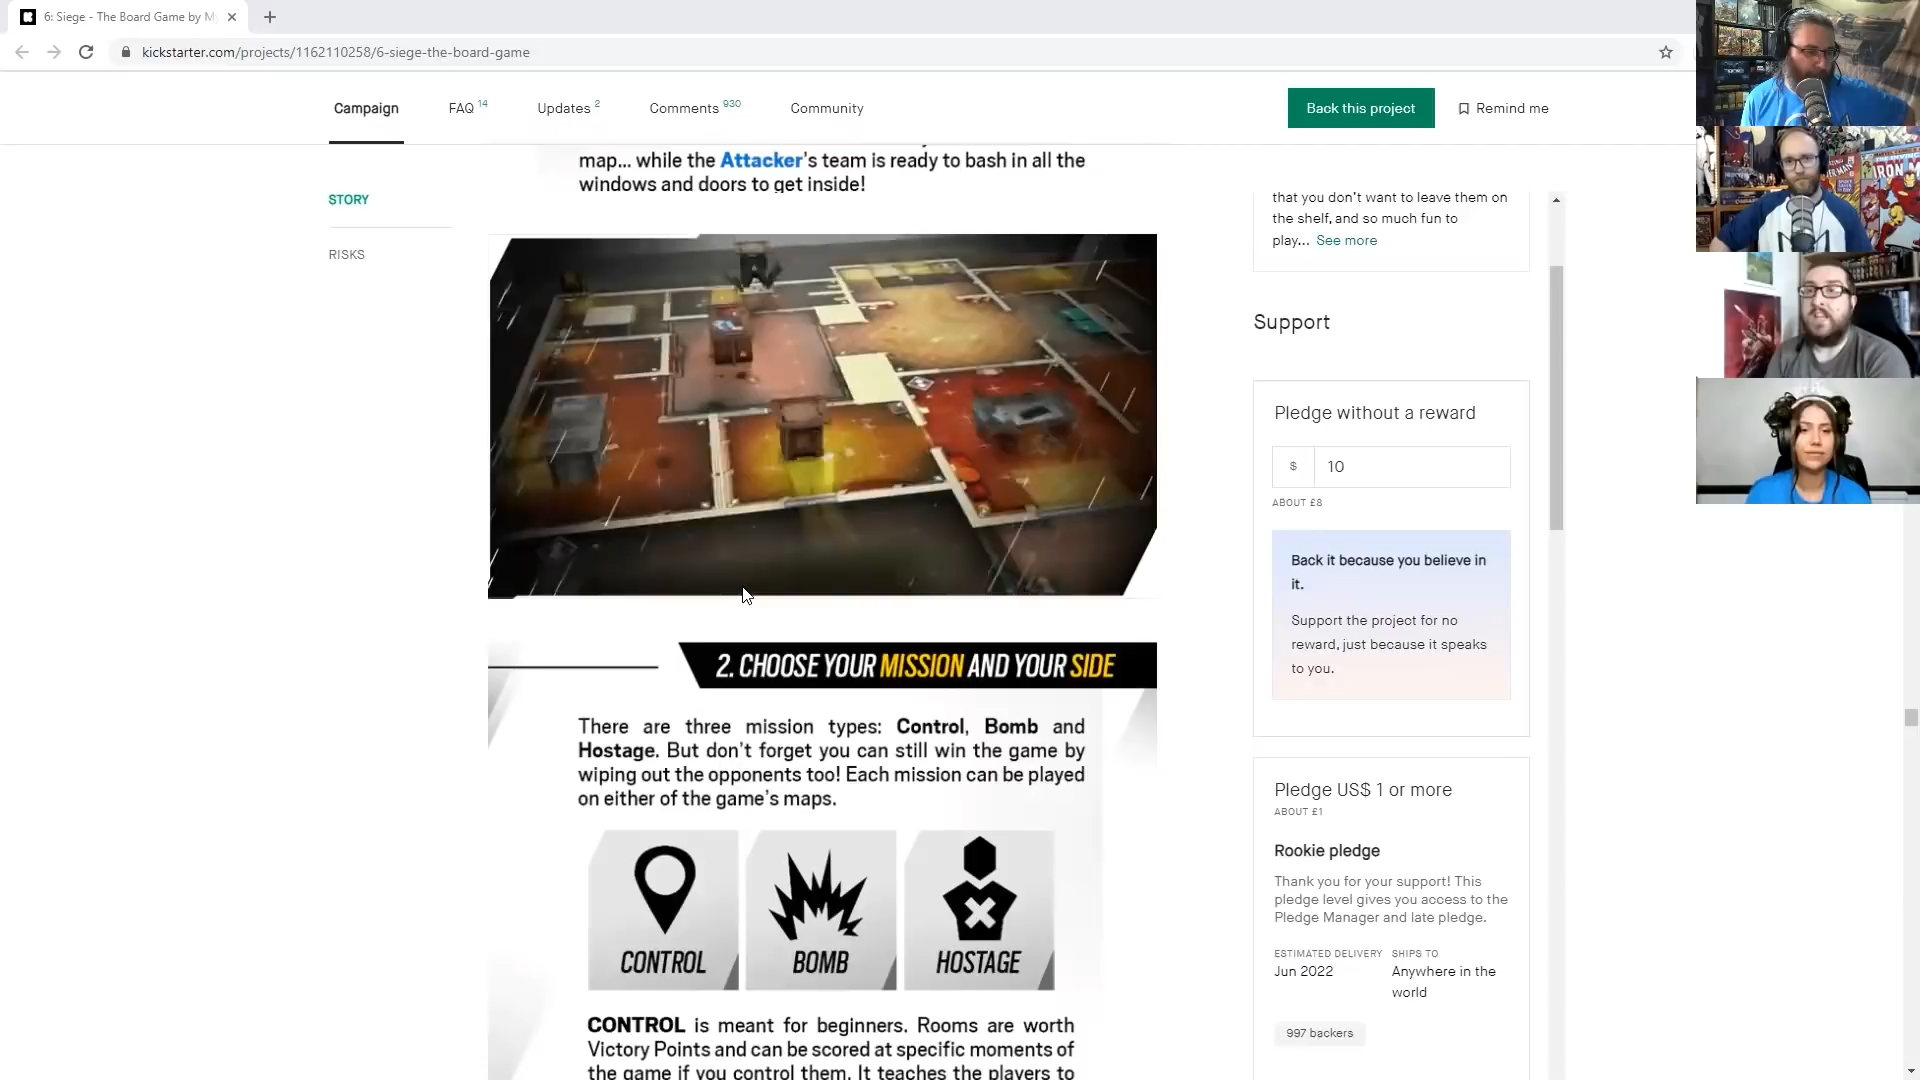 6: Siege - The Board Game by M
kickstarter.com/projects/1162110258/6-siege-the-board-game
Campaign
FAQ 14
Updates 2
Comments 930
Community
Back this project
Remind me
STORY
RISKS
map... while the Attacker's team is ready to bash in all the
windows and doors to get inside!
2. CHOOSE YOUR MISSION AND YOUR SIDE
There are three mission types: Control, Bomb and
Hostage. But don't forget you can still win the game by
wiping out the opponents too! Each mission can be played
on either of the game's maps.
CONTROL
BOMB
HOSTAGE
CONTROL is meant for beginners. Rooms are worth
Victory Points and can be scored at specific moments of
the game if you control them. It teaches the players to
that you don't want to leave them on
the shelf, and so much fun to
play... See more
Support
Pledge without a reward
$ 10
ABOUT £8
Back it because you believe in
it.
Support the project for no
reward, just because it speaks
to you.
Pledge US$ 1 or more
ABOUT £1
Rookie pledge
Thank you for your support! This
pledge level gives you access to the
Pledge Manager and late pledge.
ESTIMATED DELIVERY
Jun 2022
SHIPS TO
Anywhere in the
world
997 backers
IRON M